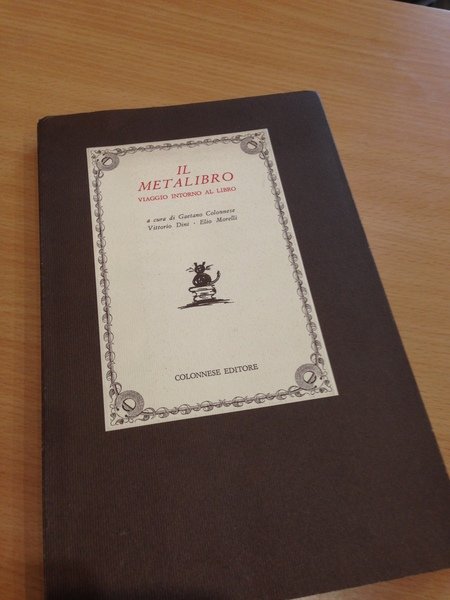 IL
METALIBRO
VIAGGIO INTORNO AL LIBRO
a cura di Gaetano Colonnese
Vittorio Dini · Elio Morelli
COLONNESE EDITORE